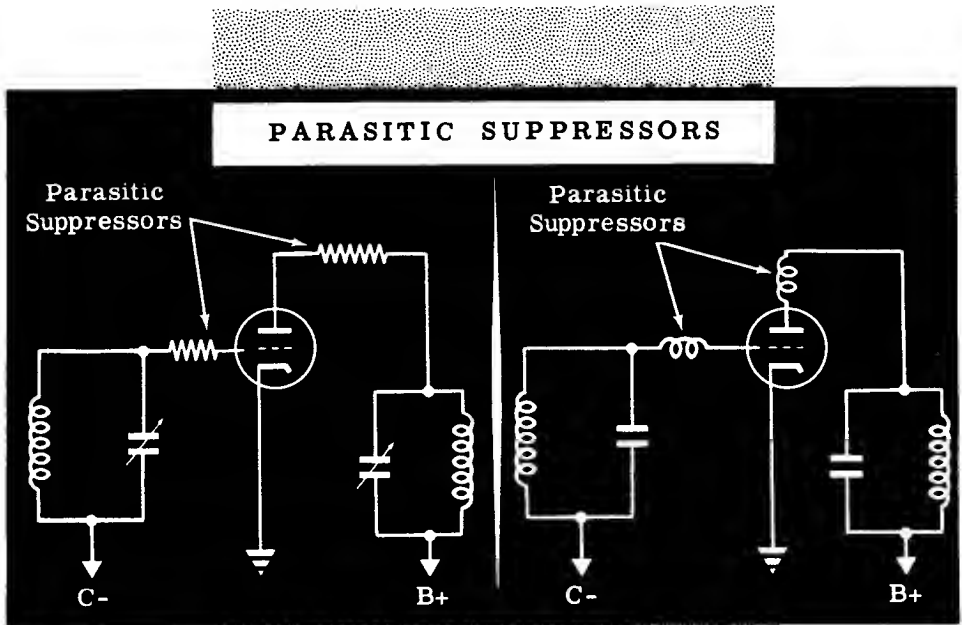 PARASITIC SUPPRESSORS
Parasitic
Suppressors
Parasitic
Suppressors
C-
B+
C-
B+